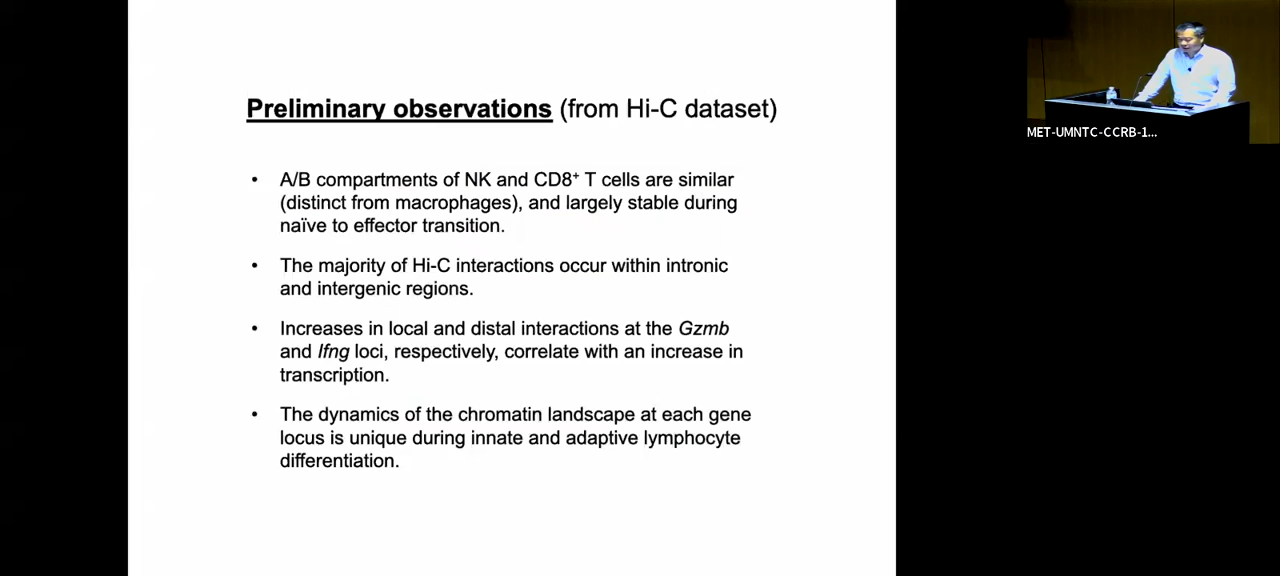 Preliminary observations (from Hi-C dataset)
• A/B compartments of NK and CD8⁺ T cells are similar
(distinct from macrophages), and largely stable during
naïve to effector transition.
• The majority of Hi-C interactions occur within intronic
and intergenic regions.
• Increases in local and distal interactions at the Gzmb
and Ifng loci, respectively, correlate with an increase in
transcription.
• The dynamics of the chromatin landscape at each gene
locus is unique during innate and adaptive lymphocyte
differentiation.
MET-UMNTC-CCRB-1...